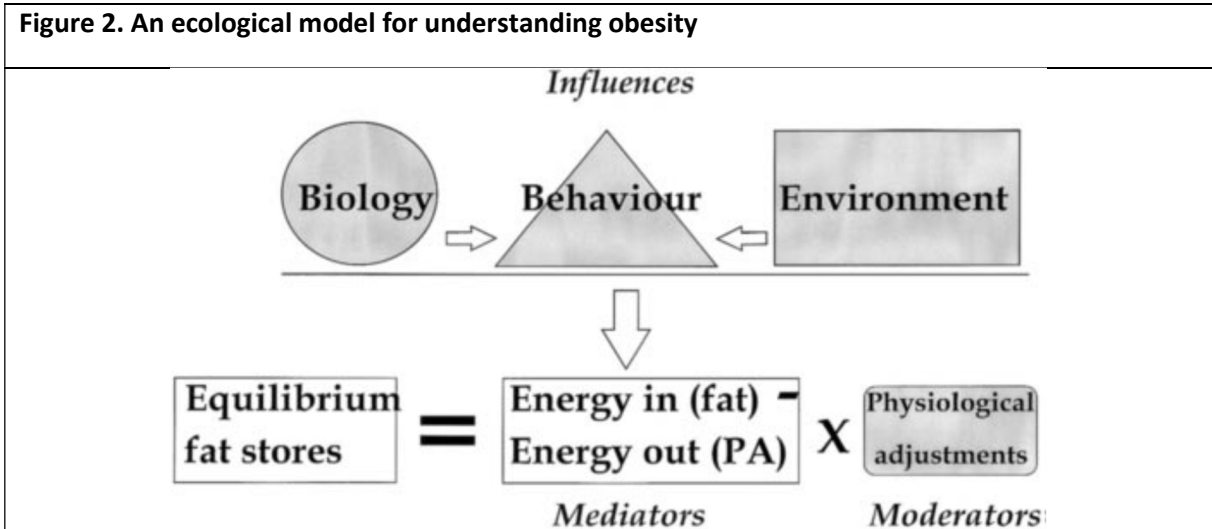 Figure 2. An ecological model for understanding obesity
Influences
Biology
Behaviour
Environment
Equilibrium
fat stores
=
Energy in (fat) -
Energy out (PA)
X
Physiological
adjustments
Mediators
Moderators